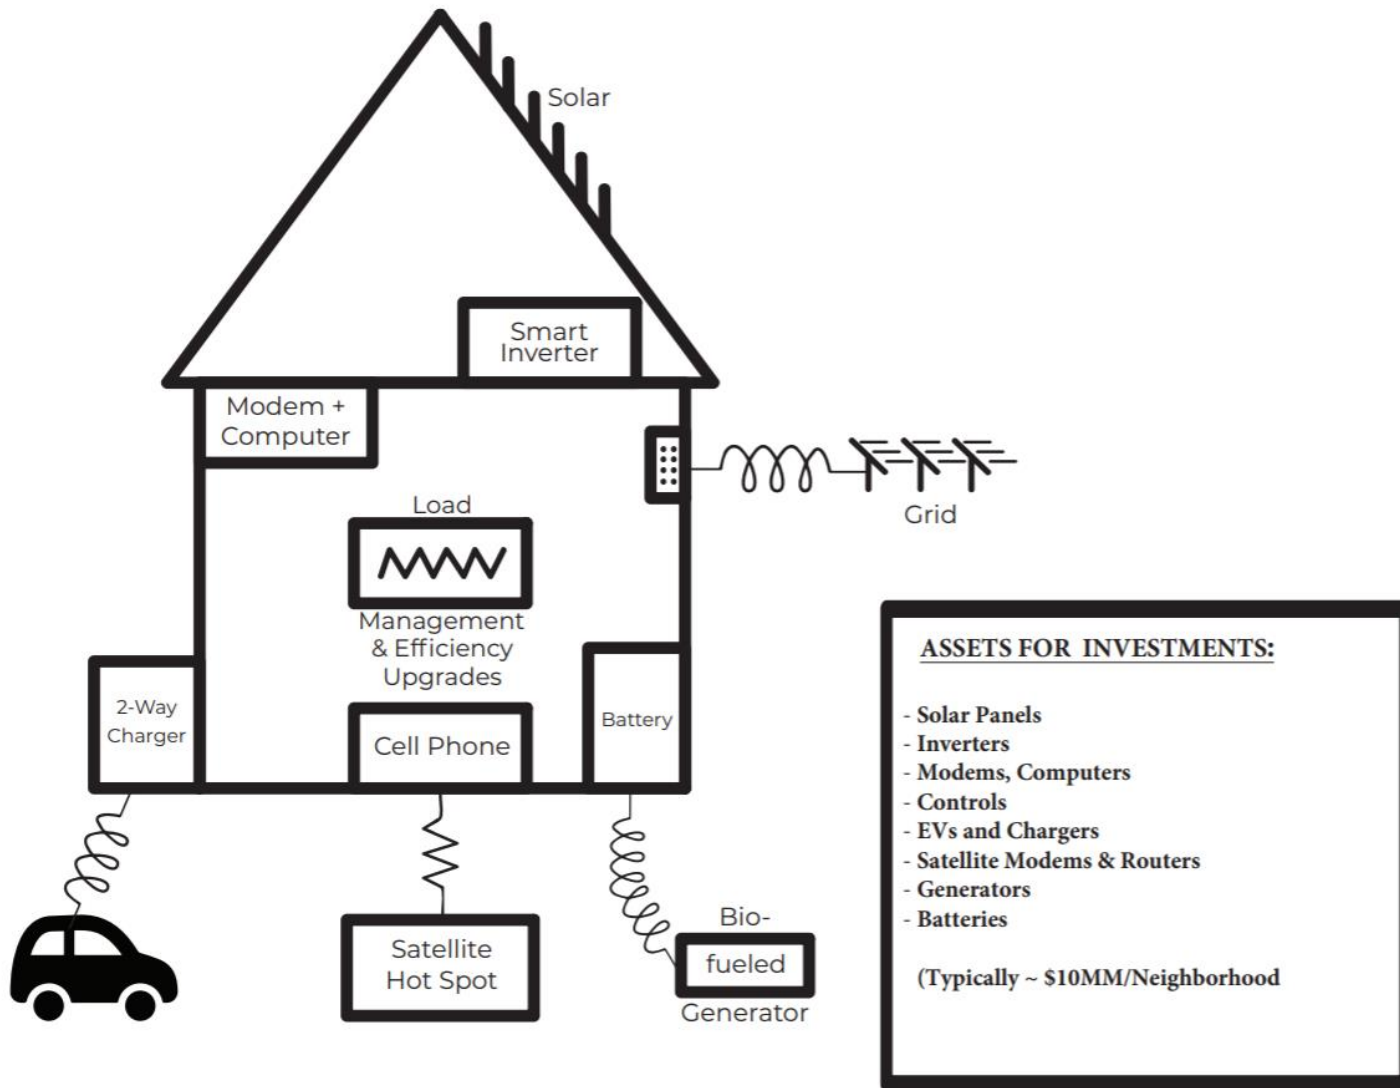 Solar
Smart
Inverter
Modem +
Computer
Load
Management
& Efficiency
Upgrades
Grid
2-Way
Charger
Cell Phone
Battery
Satellite
Hot Spot
Bio-
fueled
Generator
ASSETS FOR INVESTMENTS:
- Solar Panels
- Inverters
- Modems, Computers
- Controls
- EVs and Chargers
- Satellite Modems & Routers
- Generators
- Batteries
(Typically ~ $10MM/Neighborhood